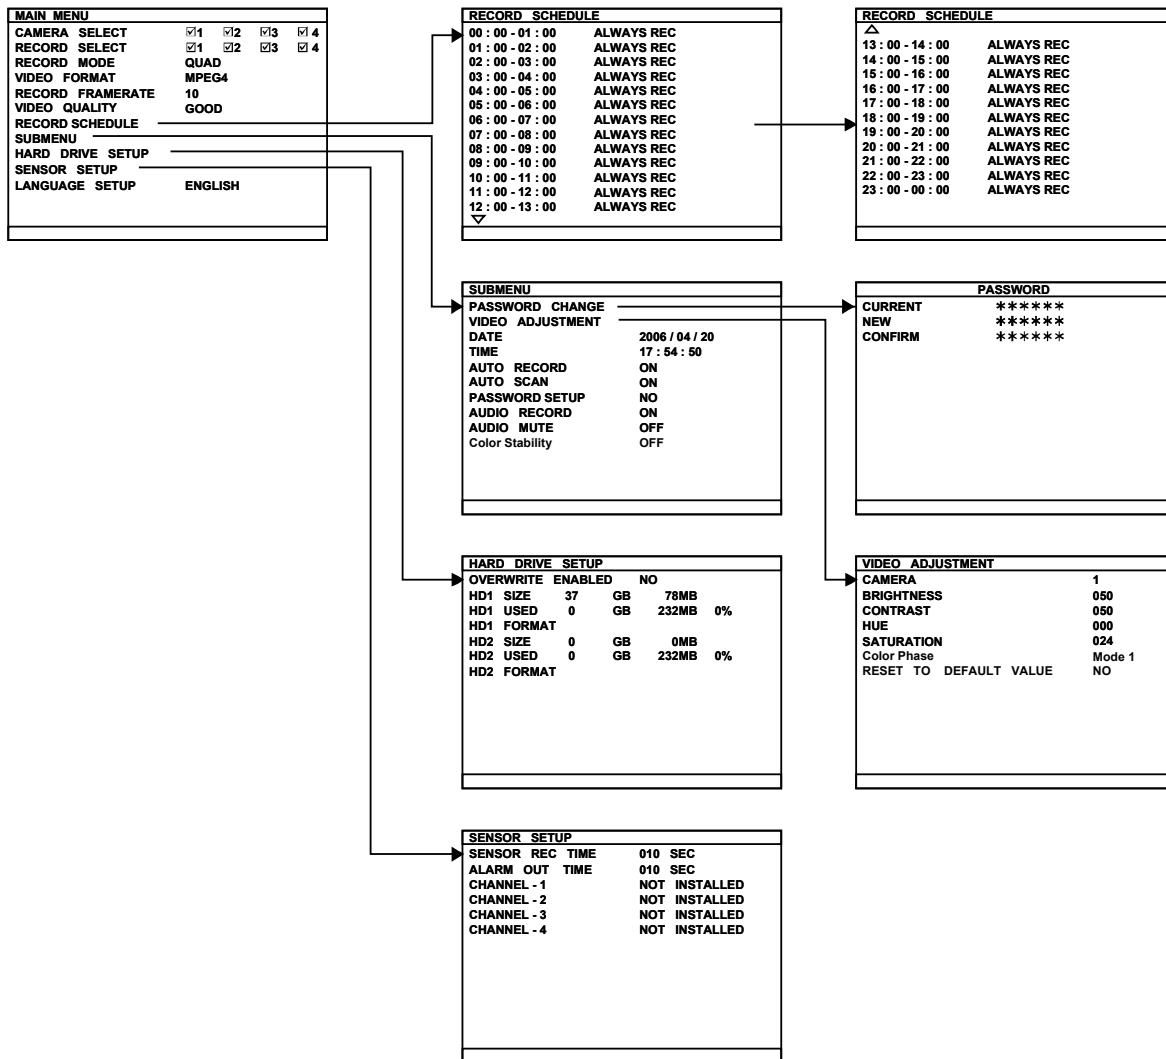 MAIN MENU
CAMERA SELECT ☑1 ☑2 ☑3 ☑ 4
RECORD SELECT ☑1 ☑2 ☑3 ☑ 4
RECORD MODE QUAD
VIDEO FORMAT MPEG4
RECORD FRAMERATE 10
VIDEO QUALITY GOOD
RECORD SCHEDULE
SUBMENU
HARD DRIVE SETUP
SENSOR SETUP
LANGUAGE SETUP ENGLISH
RECORD SCHEDULE
00 : 00 - 01 : 00 ALWAYS REC
01 : 00 - 02 : 00 ALWAYS REC
02 : 00 - 03 : 00 ALWAYS REC
03 : 00 - 04 : 00 ALWAYS REC
04 : 00 - 05 : 00 ALWAYS REC
05 : 00 - 06 : 00 ALWAYS REC
06 : 00 - 07 : 00 ALWAYS REC
07 : 00 - 08 : 00 ALWAYS REC
08 : 00 - 09 : 00 ALWAYS REC
09 : 00 - 10 : 00 ALWAYS REC
10 : 00 - 11 : 00 ALWAYS REC
11 : 00 - 12 : 00 ALWAYS REC
12 : 00 - 13 : 00 ALWAYS REC
RECORD SCHEDULE
13 : 00 - 14 : 00 ALWAYS REC
14 : 00 - 15 : 00 ALWAYS REC
15 : 00 - 16 : 00 ALWAYS REC
16 : 00 - 17 : 00 ALWAYS REC
17 : 00 - 18 : 00 ALWAYS REC
18 : 00 - 19 : 00 ALWAYS REC
19 : 00 - 20 : 00 ALWAYS REC
20 : 00 - 21 : 00 ALWAYS REC
21 : 00 - 22 : 00 ALWAYS REC
22 : 00 - 23 : 00 ALWAYS REC
23 : 00 - 00 : 00 ALWAYS REC
SUBMENU
PASSWORD CHANGE
VIDEO ADJUSTMENT
DATE 2006 / 04 / 20
TIME 17 : 54 : 50
AUTO RECORD ON
AUTO SCAN ON
PASSWORD SETUP NO
AUDIO RECORD ON
AUDIO MUTE OFF
Color Stability OFF
PASSWORD
CURRENT ******
NEW ******
CONFIRM ******
HARD DRIVE SETUP
OVERWRITE ENABLED NO
HD1 SIZE 37 GB 78MB
HD1 USED 0 GB 232MB 0%
HD1 FORMAT
HD2 SIZE 0 GB 0MB
HD2 USED 0 GB 232MB 0%
HD2 FORMAT
VIDEO ADJUSTMENT
CAMERA 1
BRIGHTNESS 050
CONTRAST 050
HUE 000
SATURATION 024
Color Phase Mode 1
RESET TO DEFAULT VALUE NO
SENSOR SETUP
SENSOR REC TIME 010 SEC
ALARM OUT TIME 010 SEC
CHANNEL - 1 NOT INSTALLED
CHANNEL - 2 NOT INSTALLED
CHANNEL - 3 NOT INSTALLED
CHANNEL - 4 NOT INSTALLED